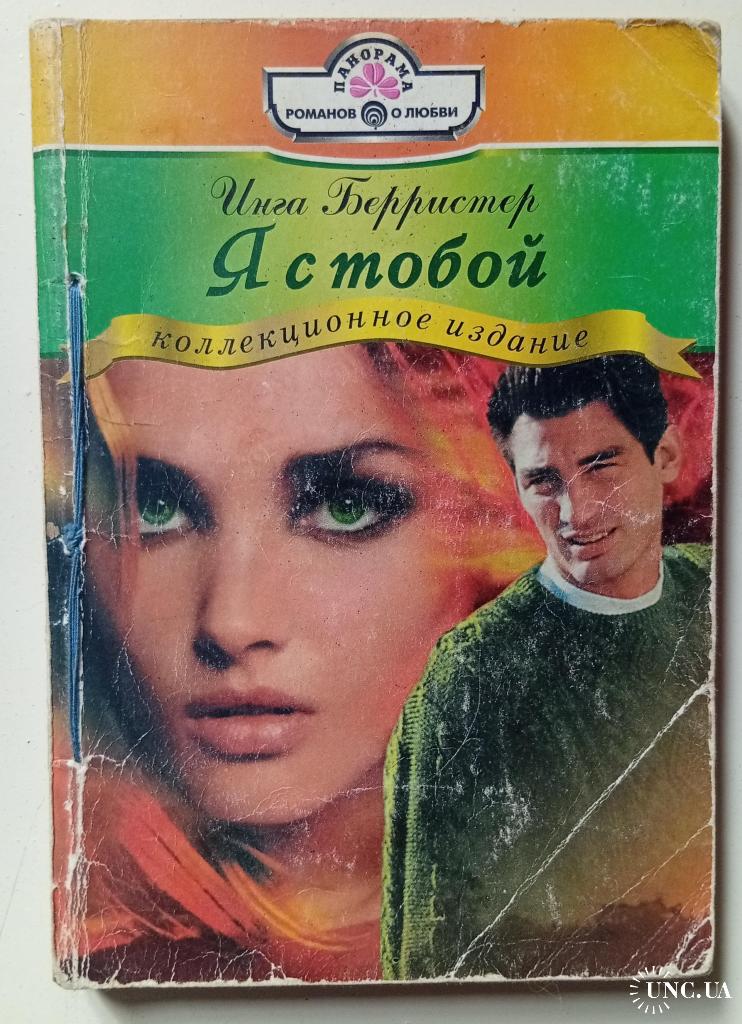 ПАНОРАМА
РОМАНОВ О ЛЮБВИ
Инга Берристер
Я с тобой
коллекционное издание
UNC.UA